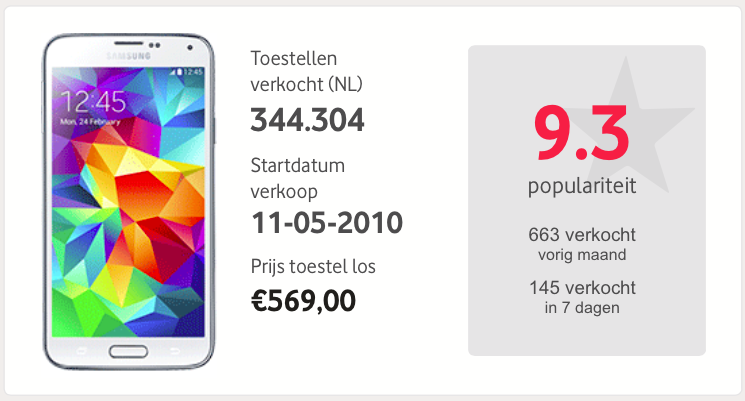 SAMSUNG
12:45
12:45
Mon, 24 February
Toestellen
verkocht (NL)
344.304
Startdatum
verkoop
11-05-2010
Prijs toestel los
€569,00
9.3
populariteit
663 verkocht
vorig maand
145 verkocht
in 7 dagen